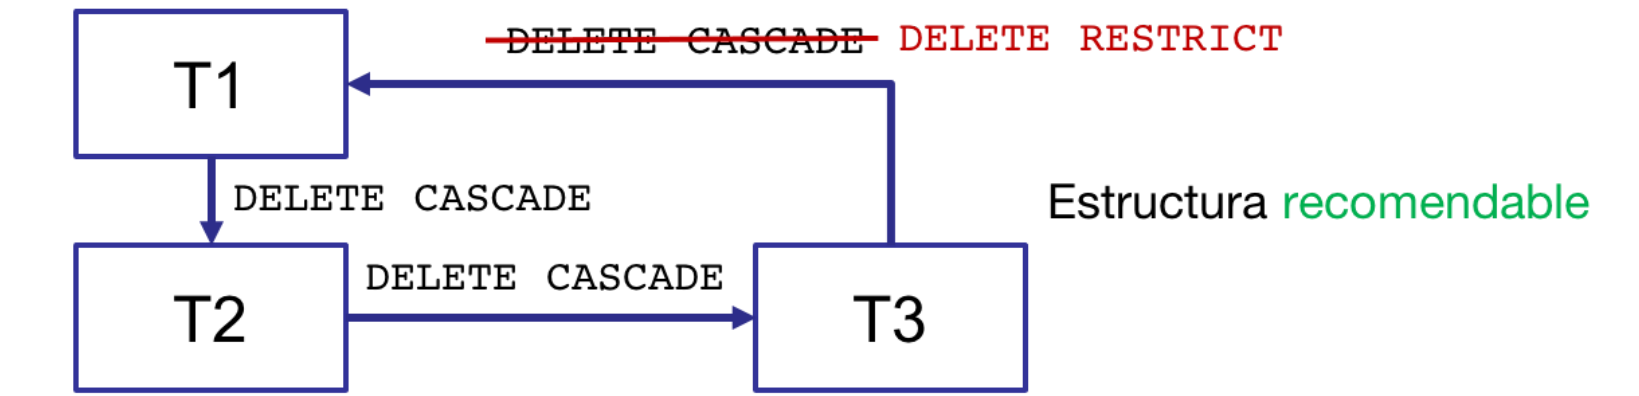 DELETE CASCADE DELETE RESTRICT
T1
DELETE CASCADE
Estructura recomendable
DELETE CASCADE
T2
T3